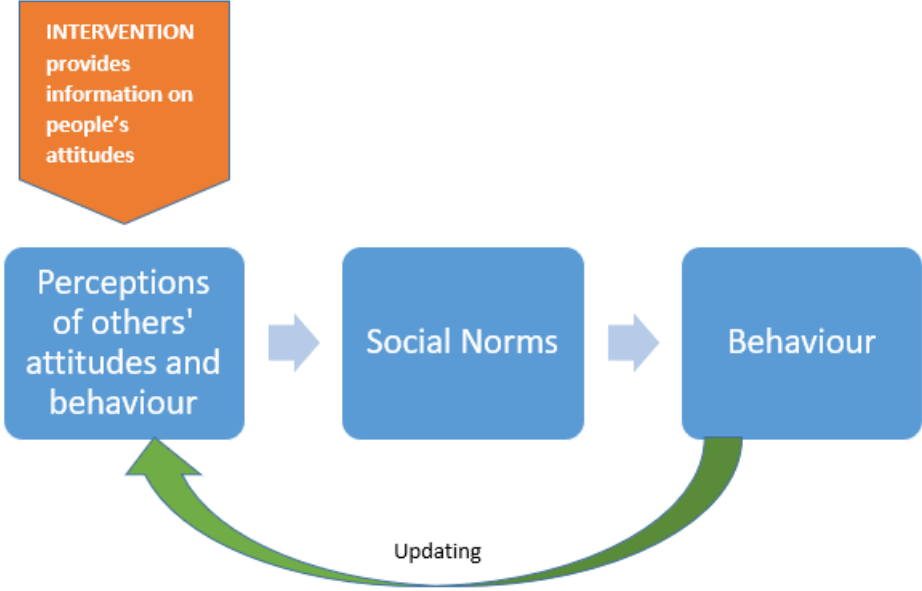 INTERVENTION
provides
information on
people's
attitudes
Perceptions
of others'
attitudes and
behaviour
Social Norms
Behaviour
Updating